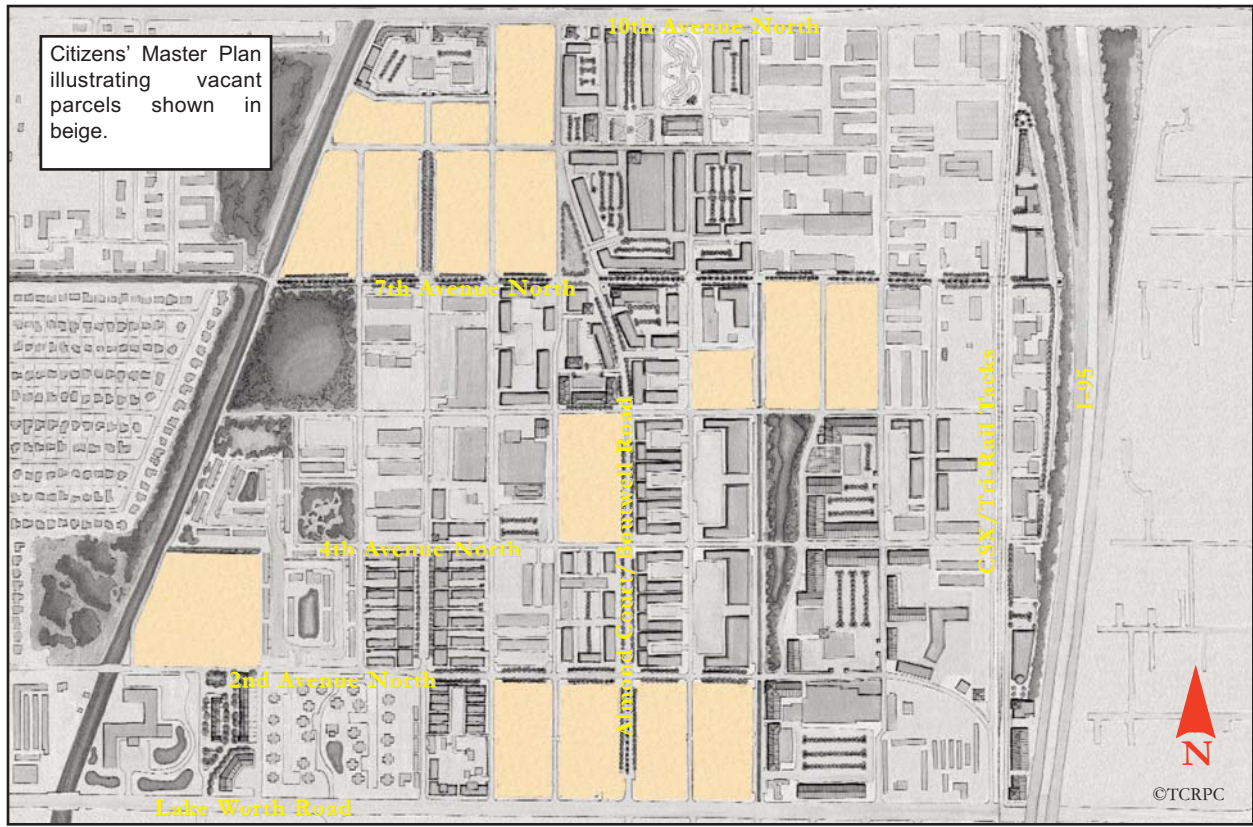 10th Avenue North
Citizens' Master Plan
illustrating vacant
parcels shown in
beige.
7th Avenue North
CSX/Tri-Rail Tacks
I-95
Almond Court/Boutwell Road
4th Avenue North
2nd Avenue North
N
©TCRPC
Lake Worth Road